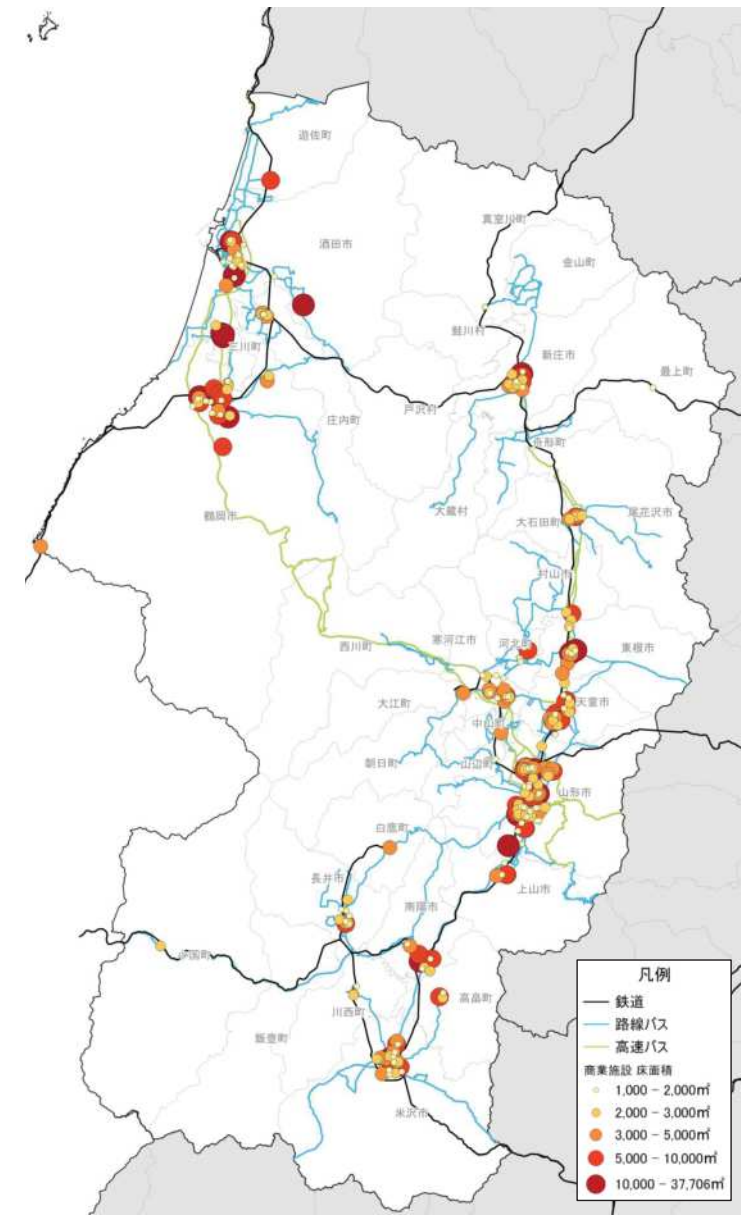 遊佐町
真室川町
酒田市
金山町
鮭川村
新庄市
三川町
最上町
戸沢村
庄内町
舟形町
鶴岡市
大蔵村
大石田町
尾花沢市
村山市
西川町
寒河江市
河北町
東根市
大江町
天童市
中山町
朝日町
山辺町
山形市
白鷹町
長井市
上山市
南陽市
小国町
高畠町
川西町
飯豊町
米沢市
凡例
鉄道
路線バス
高速バス
商業施設 床面積
1,000 - 2,000㎡
2,000 - 3,000㎡
3,000 - 5,000㎡
5,000 - 10,000㎡
10,000 - 37,706㎡